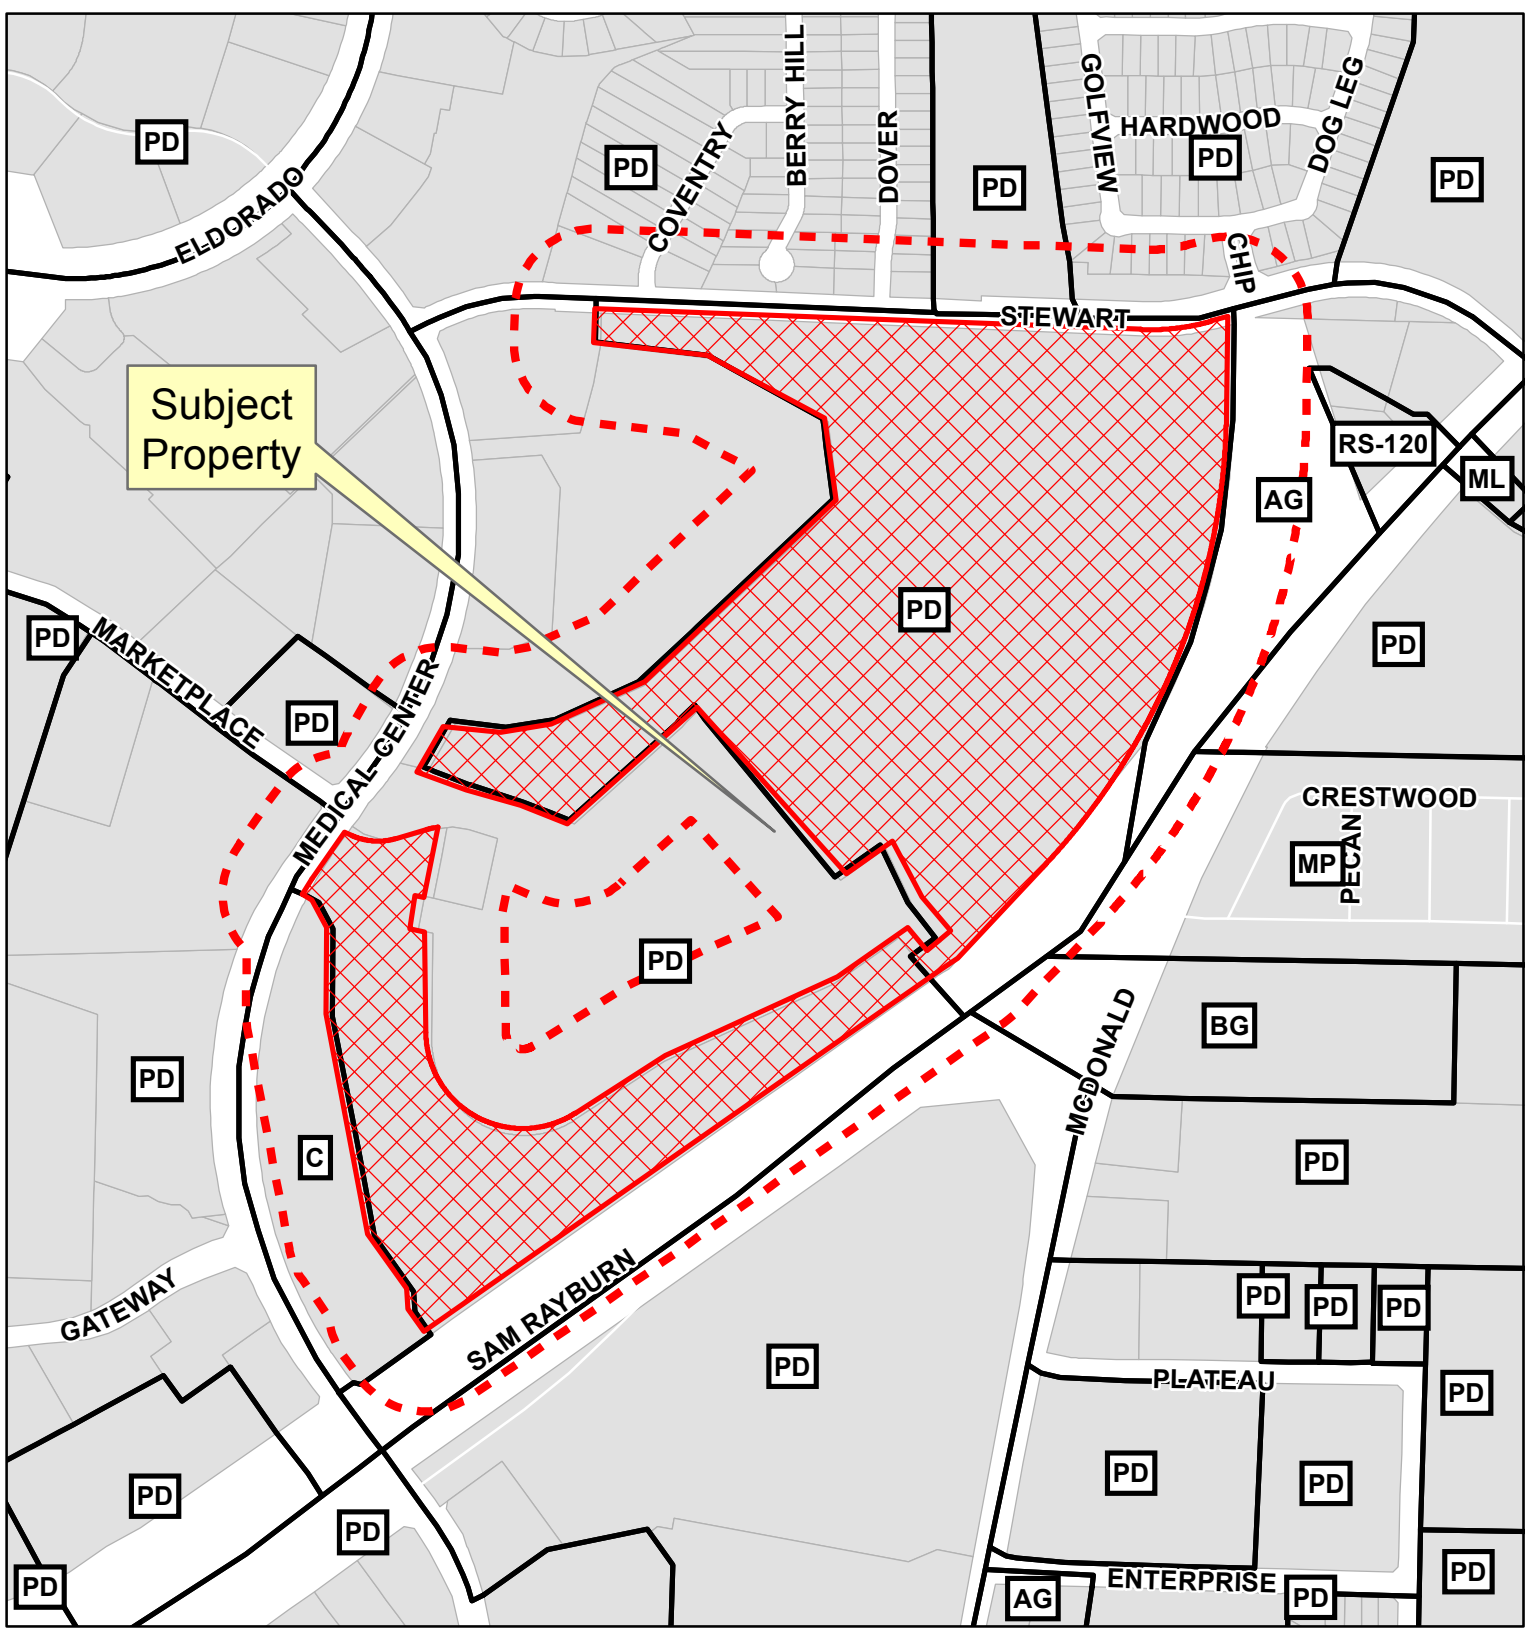 BERRY HILL
GOLFVIEW
DOG LEG
HARDWOOD
PD
COVENTRY
DOVER
PD
PD
PD
PD
PD
ELDORADO
CHIP
STEWART
Subject
Property
RS-120
ML
AG
PD
PD
MARKETPLACE
PD
PD
MEDICAL CENTER
CRESTWOOD
PECAN
MP
PD
MCDONALD
BG
PD
C
PD
GATEWAY
SAM RAYBURN
PD
PD
PD
PD
PLATEAU
PD
PD
PD
PD
PD
PD
PD
ENTERPRISE
PD
PD
AG